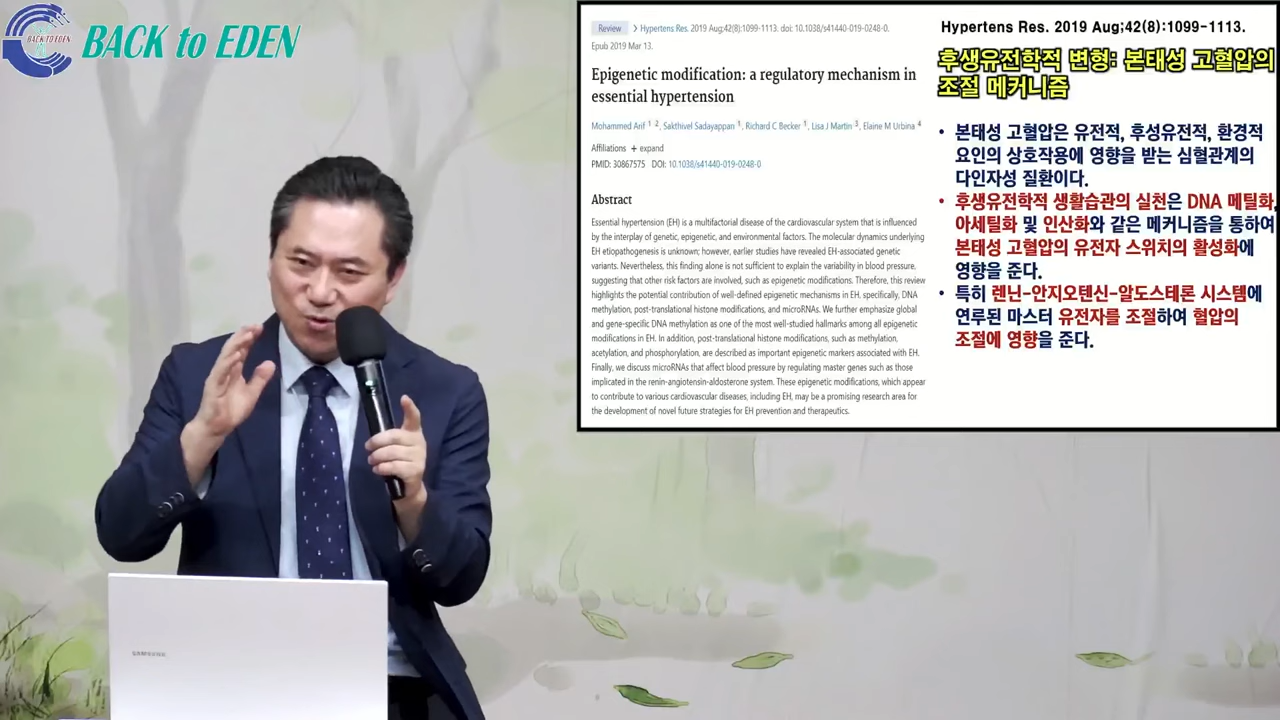 BACK TO EDEN
BACK to EDEN
Review > Hypertens Res. 2019 Aug;42(8):1099-1113. doi: 10.1038/s41440-019-0248-0.
Epub 2019 Mar 13.
Epigenetic modification: a regulatory mechanism in
essential hypertension
Mohammed Arif 1 2, Sakthivel Sadayappan 1, Richard C Becker 1, Lisa J Martin 3, Elaine M Urbina 4
Affiliations + expand
PMID: 30867575 DOI: 10.1038/s41440-019-0248-0
Abstract
Essential hypertension (EH) is a multifactorial disease of the cardiovascular system that is influenced
by the interplay of genetic, epigenetic, and environmental factors. The molecular dynamics underlying
EH etiopathogenesis is unknown; however, earlier studies have revealed EH-associated genetic
variants. Nevertheless, this finding alone is not sufficient to explain the variability in blood pressure,
suggesting that other risk factors are involved, such as epigenetic modifications. Therefore, this review
highlights the potential contribution of well-defined epigenetic mechanisms in EH, specifically, DNA
methylation, post-translational histone modifications, and microRNAs. We further emphasize global
and gene-specific DNA methylation as one of the most well-studied hallmarks among all epigenetic
modifications in EH. In addition, post-translational histone modifications, such as methylation,
acetylation, and phosphorylation, are described as important epigenetic markers associated with EH.
Finally, we discuss microRNAs that affect blood pressure by regulating master genes such as those
implicated in the renin-angiotensin-aldosterone system. These epigenetic modifications, which appear
to contribute to various cardiovascular diseases, including EH, may be a promising research area for
the development of novel future strategies for EH prevention and therapeutics.
Hypertens Res. 2019 Aug;42(8):1099-1113.
후생유전학적 변형: 본태성 고혈압의
조절 메커니즘
• 본태성 고혈압은 유전적, 후성유전적, 환경적
요인의 상호작용에 영향을 받는 심혈관계의
다인자성 질환이다.
• 후생유전학적 생활습관의 실천은 DNA 메틸화,
아세틸화 및 인산화와 같은 메커니즘을 통하여
본태성 고혈압의 유전자 스위치의 활성화에
영향을 준다.
• 특히 렌닌-안지오텐신-알도스테론 시스템에
연루된 마스터 유전자를 조절하여 혈압의
조절에 영향을 준다.
SAMSUNG